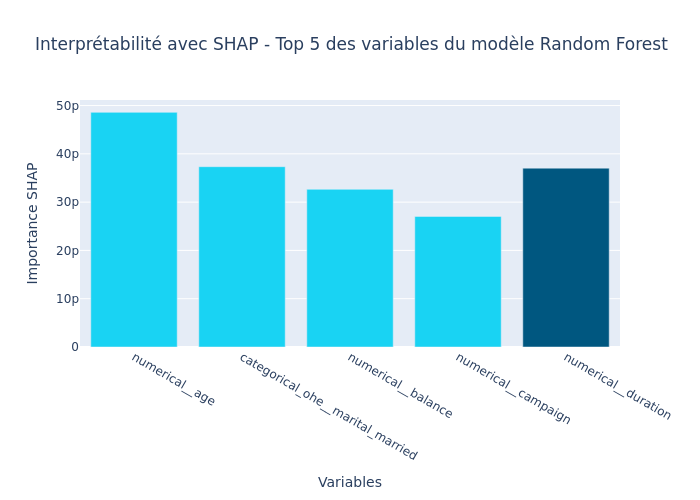 Interprétabilité avec SHAP - Top 5 des variables du modèle Random Forest
Importance SHAP
50p
40p
30p
20p
10p
0
numerical__age
categorical_ohe__marital_married
numerical__balance
numerical__campaign
numerical__duration
Variables